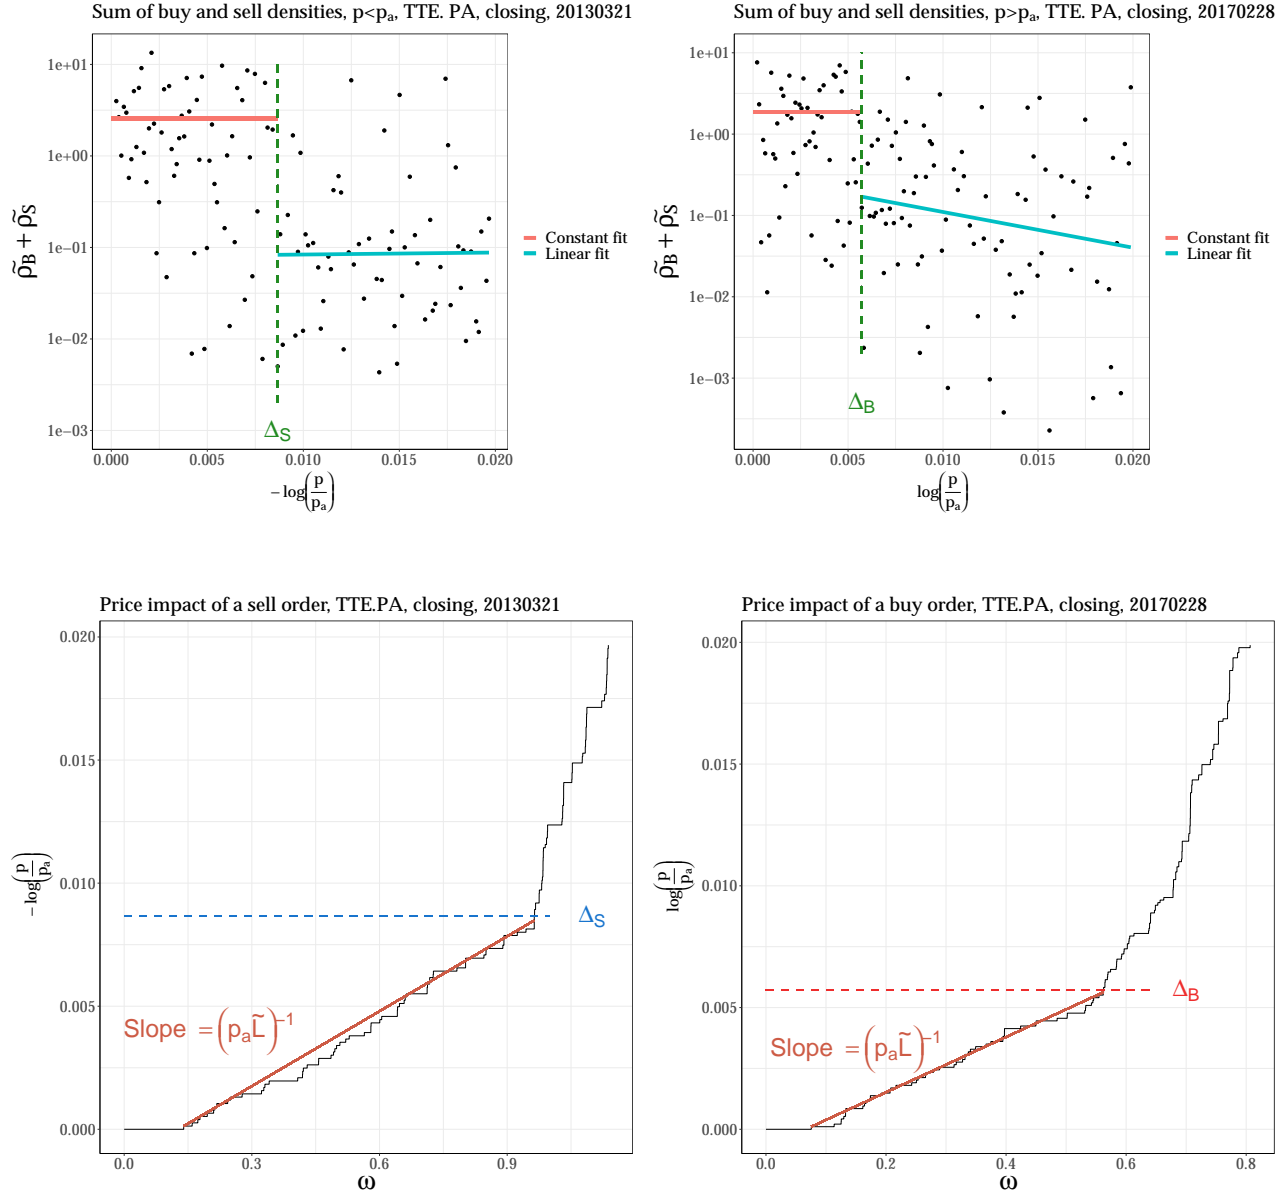 Sum of buy and sell densities, p<pₐ, TTE. PA, closing, 20130321
1e+01
1e+00
1e−01
1e−02
1e−03
ρ̃B + ρ̃S
ΔS
0.000 0.005 0.010 0.015 0.020
− log(p/pₐ)
Constant fit
Linear fit
Sum of buy and sell densities, p>pₐ, TTE. PA, closing, 20170228
1e+01
1e+00
1e−01
1e−02
1e−03
ρ̃B + ρ̃S
ΔB
0.000 0.005 0.010 0.015 0.020
log(p/pₐ)
Constant fit
Linear fit
Price impact of a sell order, TTE.PA, closing, 20130321
0.020
0.015
0.010
0.005
0.000
− log(p/pₐ)
ΔS
Slope = (pₐL̃)⁻¹
0.0 0.3 0.6 0.9
ω
Price impact of a buy order, TTE.PA, closing, 20170228
0.020
0.015
0.010
0.005
0.000
log(p/pₐ)
ΔB
Slope = (pₐL̃)⁻¹
0.0 0.2 0.4 0.6 0.8
ω